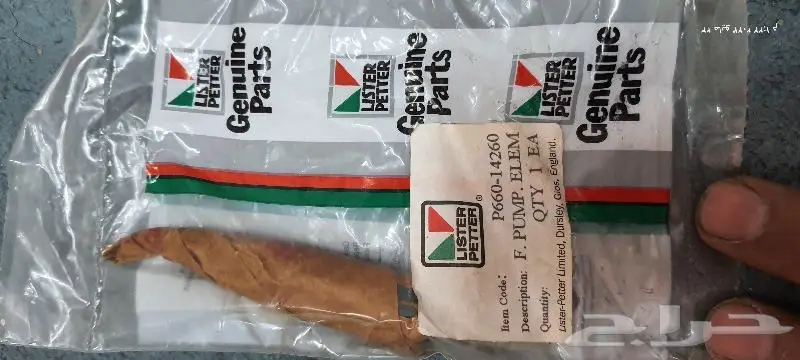 LISTER
PETTER
Genuine
Parts
LISTER
PETTER
Genuine
Parts
LISTER
PETTER
Genuine
Parts
LISTER
PETTER
®
Item Code: P660-14260
Description: F. PUMP. ELEM
Quantity: QTY 1 EA
Lister-Petter Limited, Dursley, Glos, England.
حراج